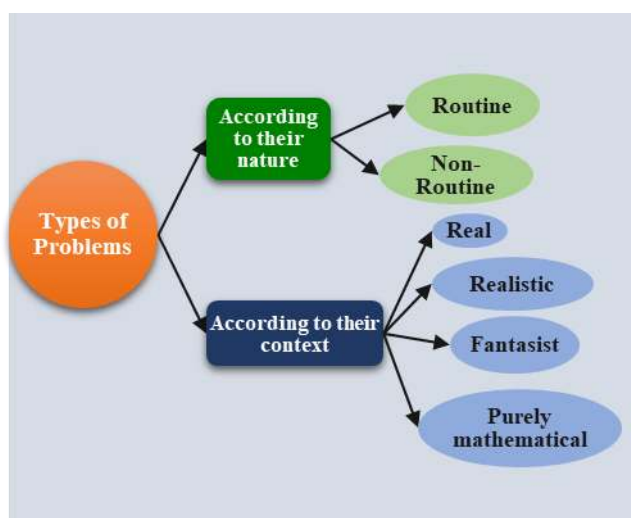 Types of
Problems
According
to their
nature
Routine
Non-
Routine
According to their
context
Real
Realistic
Fantasist
Purely
mathematical